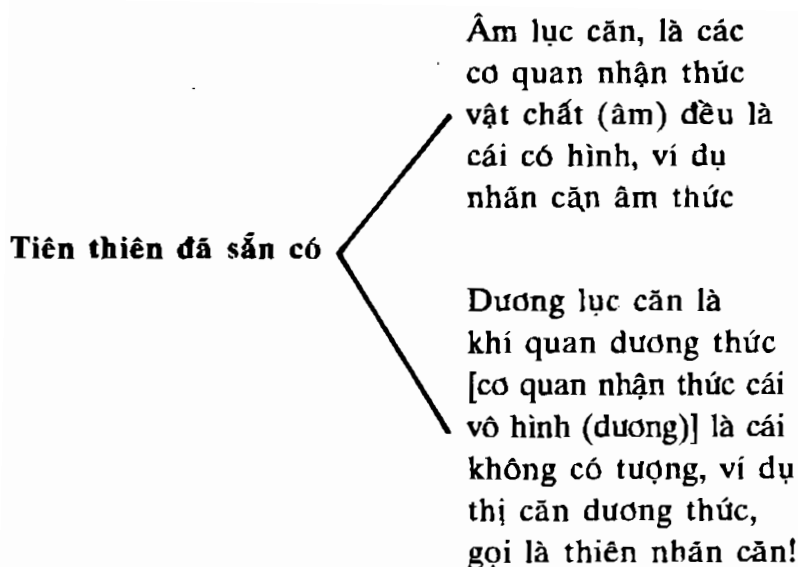 Âm lục căn, là các
cơ quan nhận thức
vật chất (âm) đều là
cái có hình, ví dụ
nhãn căn âm thức
Tiên thiên đã sẵn có
Dương lục căn là
khí quan dương thức
[cơ quan nhận thức cái
vô hình (dương)] là cái
không có tượng, ví dụ
thị căn dương thức,
gọi là thiên nhãn căn!